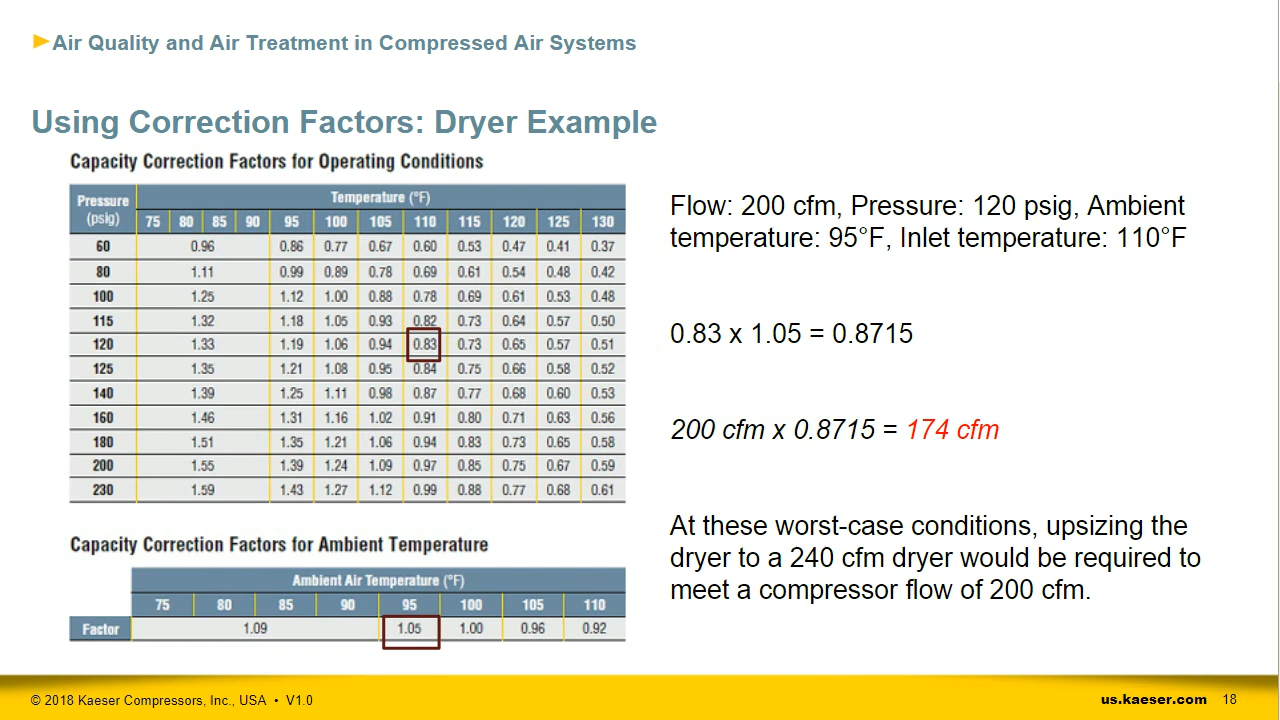 Air Quality and Air Treatment in Compressed Air Systems
Using Correction Factors: Dryer Example
Capacity Correction Factors for Operating Conditions
Pressure (psig) Temperature (°F)
75 80 85 90 95 100 105 110 115 120 125 130
60 0.96 0.86 0.77 0.67 0.60 0.53 0.47 0.41 0.37
80 1.11 0.99 0.89 0.78 0.69 0.61 0.54 0.48 0.42
100 1.25 1.12 1.00 0.88 0.78 0.69 0.61 0.53 0.48
115 1.32 1.18 1.05 0.93 0.82 0.73 0.64 0.57 0.50
120 1.33 1.19 1.06 0.94 0.83 0.73 0.65 0.57 0.51
125 1.35 1.21 1.08 0.95 0.84 0.75 0.66 0.58 0.52
140 1.39 1.25 1.11 0.98 0.87 0.77 0.68 0.60 0.53
160 1.46 1.31 1.16 1.02 0.91 0.80 0.71 0.63 0.56
180 1.51 1.35 1.21 1.06 0.94 0.83 0.73 0.65 0.58
200 1.55 1.39 1.24 1.09 0.97 0.85 0.75 0.67 0.59
230 1.59 1.43 1.27 1.12 0.99 0.88 0.77 0.68 0.61
Capacity Correction Factors for Ambient Temperature
Ambient Air Temperature (°F)
75 80 85 90 95 100 105 110
Factor 1.09 1.05 1.00 0.96 0.92
Flow: 200 cfm, Pressure: 120 psig, Ambient
temperature: 95°F, Inlet temperature: 110°F
0.83 x 1.05 = 0.8715
200 cfm x 0.8715 = 174 cfm
At these worst-case conditions, upsizing the
dryer to a 240 cfm dryer would be required to
meet a compressor flow of 200 cfm.
© 2018 Kaeser Compressors, Inc., USA • V1.0
us.kaeser.com 18